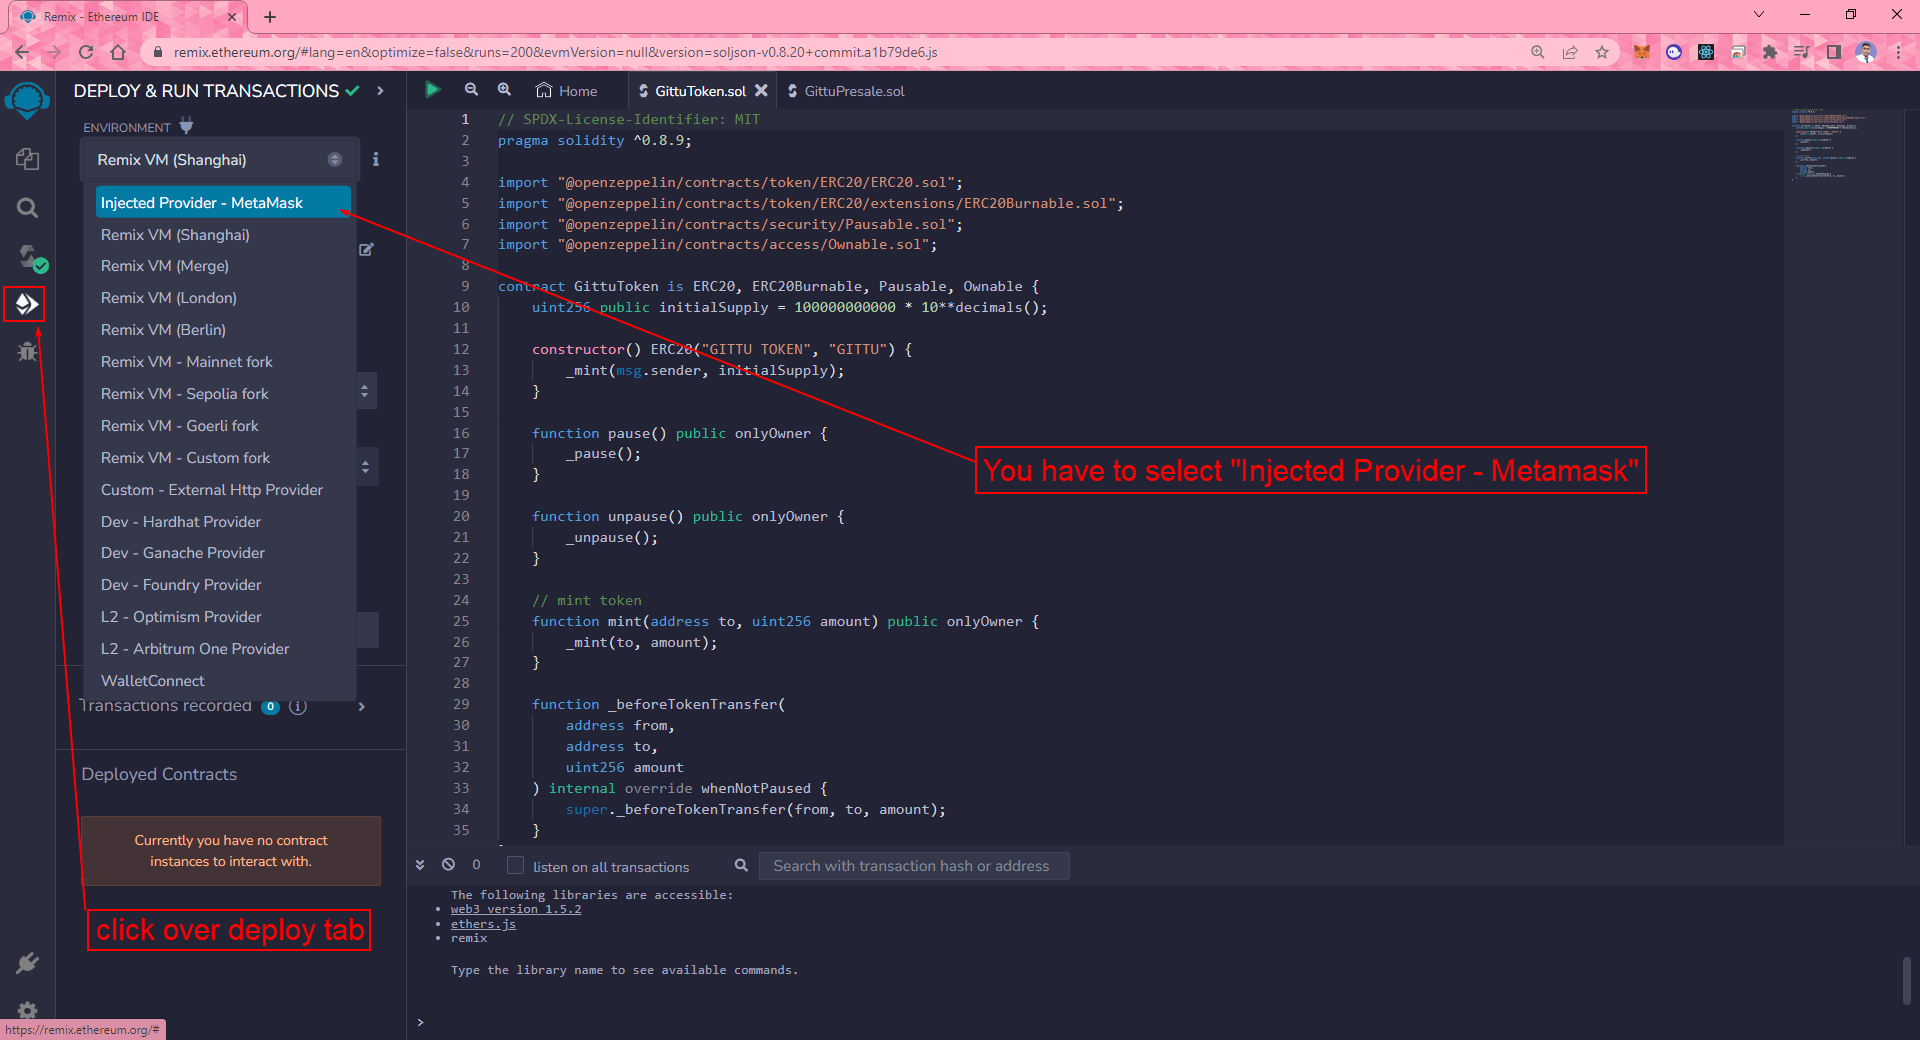 Remix - Ethereum IDE
remix.ethereum.org/#lang=en&optimize=false&runs=200&evmVersion=null&version=soljson-v0.8.20+commit.a1b79de6.js
DEPLOY & RUN TRANSACTIONS
ENVIRONMENT
Remix VM (Shanghai)
Injected Provider - MetaMask
Remix VM (Shanghai)
Remix VM (Merge)
Remix VM (London)
Remix VM (Berlin)
Remix VM - Mainnet fork
Remix VM - Sepolia fork
Remix VM - Goerli fork
Remix VM - Custom fork
Custom - External Http Provider
Dev - Hardhat Provider
Dev - Ganache Provider
Dev - Foundry Provider
L2 - Optimism Provider
L2 - Arbitrum One Provider
WalletConnect
Transactions recorded 0 i
Deployed Contracts
Currently you have no contract
instances to interact with.
click over deploy tab
https://remix.ethereum.org/#
Home GittuToken.sol GittuPresale.sol
1 // SPDX-License-Identifier: MIT
2 pragma solidity ^0.8.9;
3
4 import "@openzeppelin/contracts/token/ERC20/ERC20.sol";
5 import "@openzeppelin/contracts/token/ERC20/extensions/ERC20Burnable.sol";
6 import "@openzeppelin/contracts/security/Pausable.sol";
7 import "@openzeppelin/contracts/access/Ownable.sol";
8
9 contract GittuToken is ERC20, ERC20Burnable, Pausable, Ownable {
10 uint256 public initialSupply = 100000000000 * 10**decimals();
11
12 constructor() ERC20("GITTU TOKEN", "GITTU") {
13 _mint(msg.sender, initialSupply);
14 }
15
16 function pause() public onlyOwner {
17 _pause();
18 }
19
20 function unpause() public onlyOwner {
21 _unpause();
22 }
23
24 // mint token
25 function mint(address to, uint256 amount) public onlyOwner {
26 _mint(to, amount);
27 }
28
29 function _beforeTokenTransfer(
30 address from,
31 address to,
32 uint256 amount
33 ) internal override whenNotPaused {
34 super._beforeTokenTransfer(from, to, amount);
35 }
You have to select "Injected Provider - Metamask"
0 listen on all transactions Search with transaction hash or address
The following libraries are accessible:
• web3 version 1.5.2
• ethers.js
• remix
Type the library name to see available commands.
>